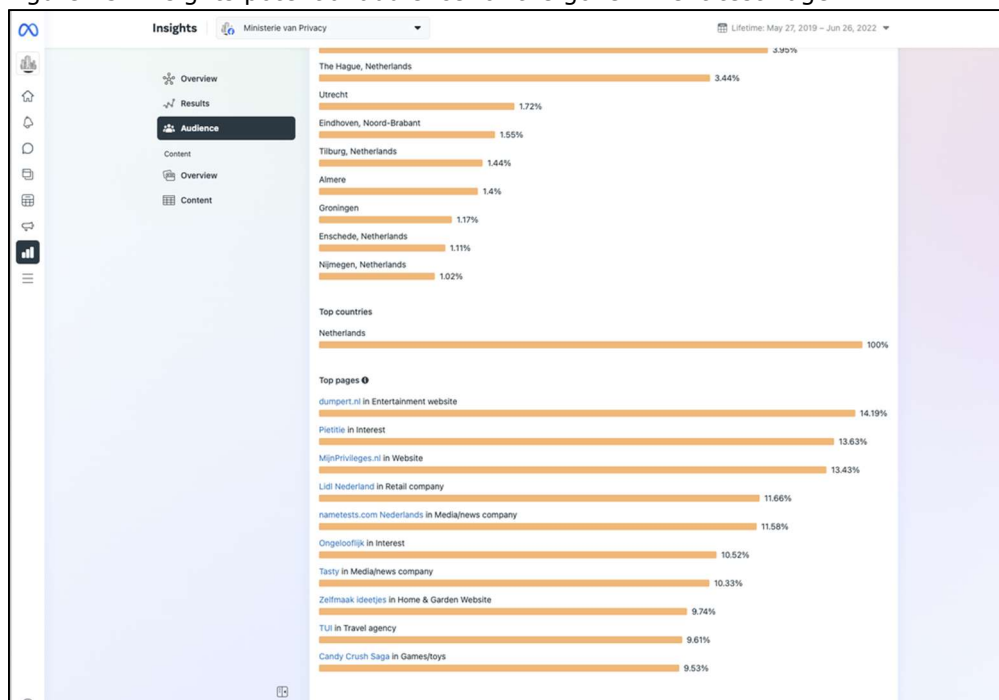 Insights
Ministerie van Privacy
Lifetime: May 27, 2019 – Jun 26, 2022
Overview
Results
Audience
Content
Overview
Content
3.95%
The Hague, Netherlands
3.44%
Utrecht
1.72%
Eindhoven, Noord-Brabant
1.55%
Tilburg, Netherlands
1.44%
Almere
1.4%
Groningen
1.17%
Enschede, Netherlands
1.11%
Nijmegen, Netherlands
1.02%
Top countries
Netherlands
100%
Top pages
dumpert.nl in Entertainment website
14.19%
Pietitie in Interest
13.63%
MijnPrivileges.nl in Website
13.43%
Lidl Nederland in Retail company
11.66%
nametests.com Nederlands in Media/news company
11.58%
Ongelooflijk in Interest
10.52%
Tasty in Media/news company
10.33%
Zelfmaak ideetjes in Home & Garden Website
9.74%
TUI in Travel agency
9.61%
Candy Crush Saga in Games/toys
9.53%